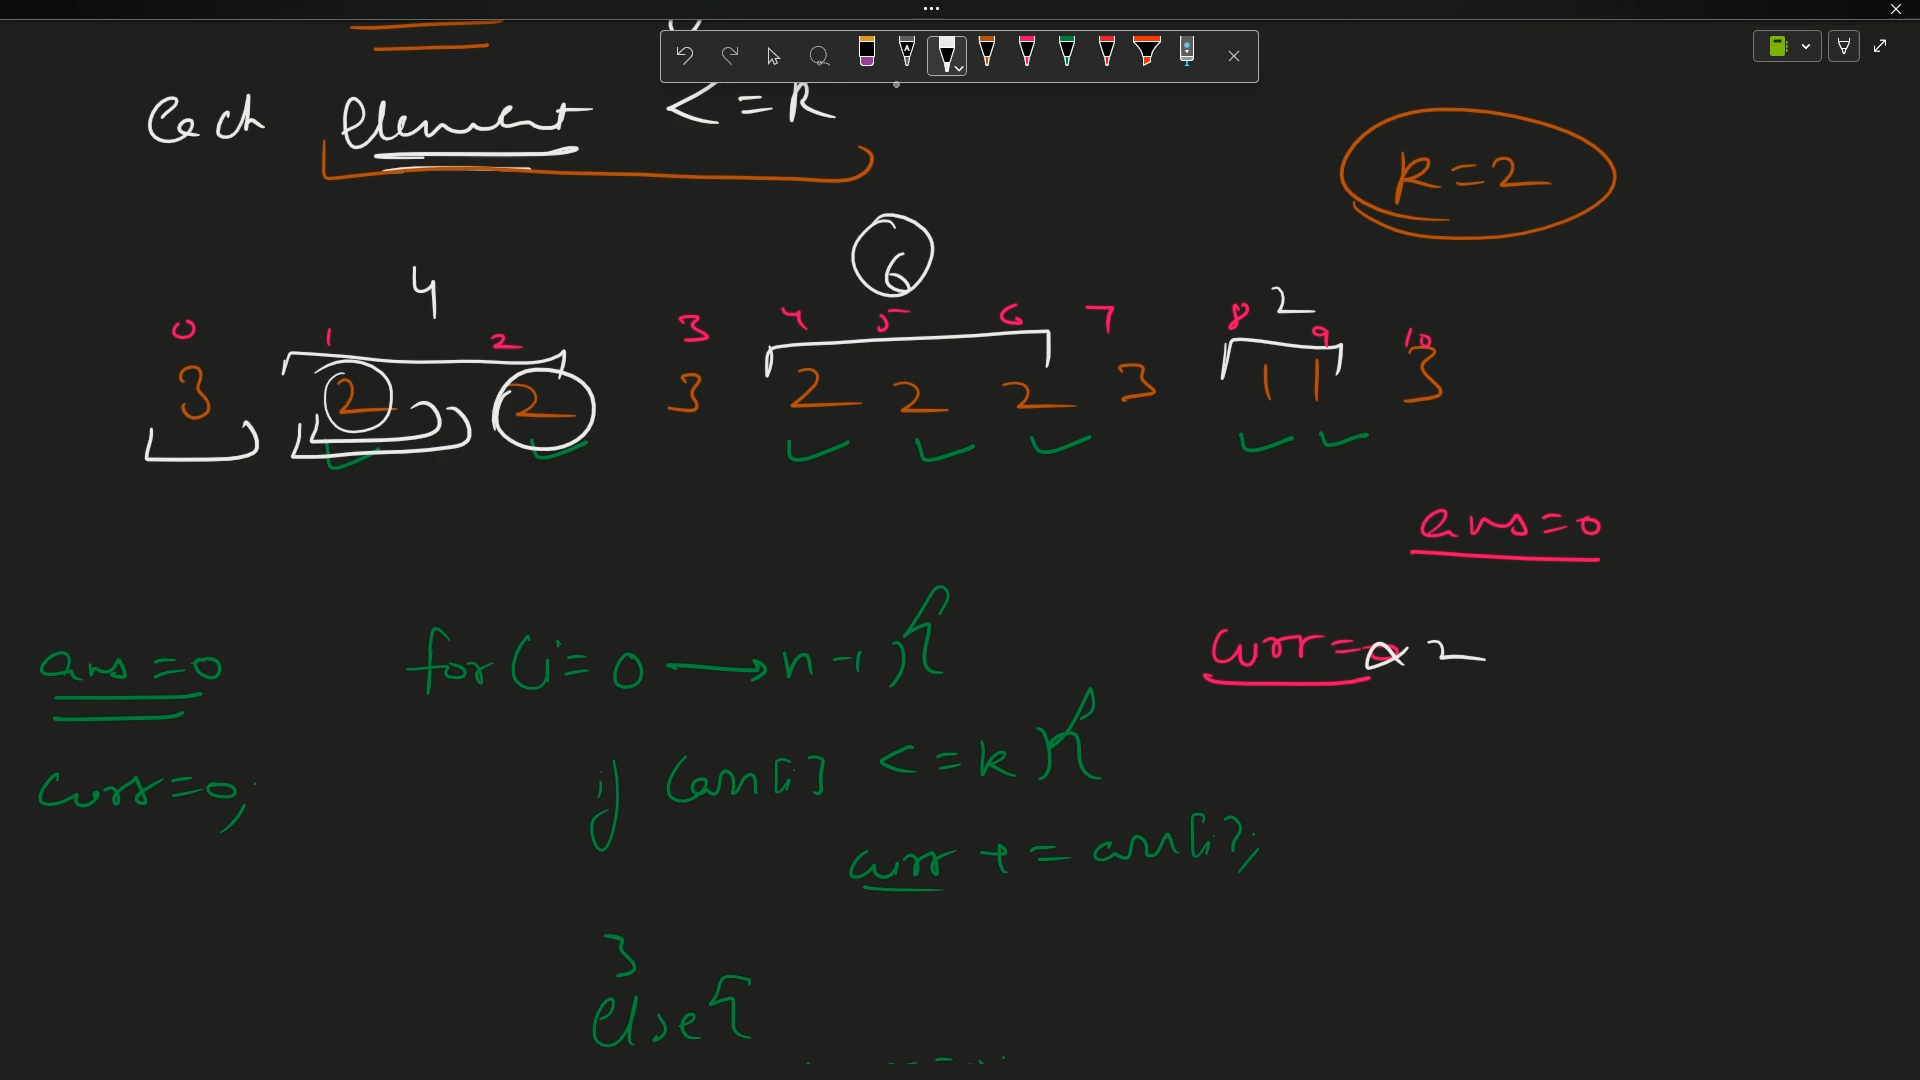 Each element <= k
k=2
4 6 2
0 1 2 3 4 5 6 7 8 9 10
3 2 2 3 2 2 2 3 1 1 3
ans=0
curr=0 2
ans=0
for(i=0 → n-1){
if (arr[i] <=k){
curr=0;
curr += arr[i];
}
else{